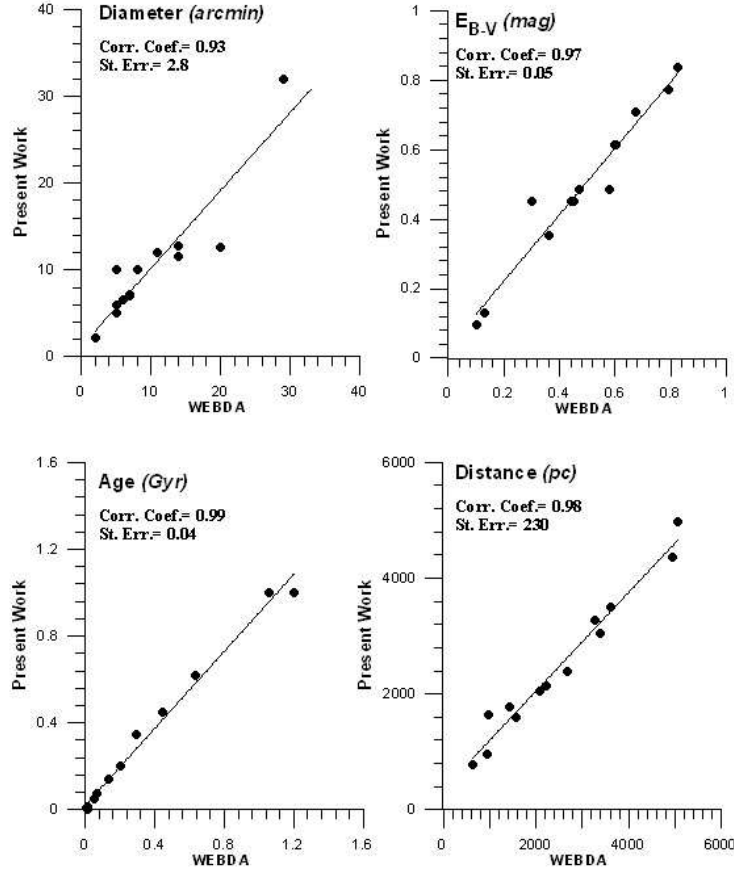 Diameter (arcmin)
Corr. Coef.= 0.93
St. Err.= 2.8
Present Work
40
30
20
10
0
0 10 20 30 40
WEBDA
E B-V (mag)
Corr. Coef.= 0.97
St. Err.= 0.05
Present Work
1
0.8
0.6
0.4
0.2
0
0 0.2 0.4 0.6 0.8 1
WEBDA
Age (Gyr)
Corr. Coef.= 0.99
St. Err.= 0.04
Present Work
1.6
1.2
0.8
0.4
0
0 0.4 0.8 1.2 1.6
WEBDA
Distance (pc)
Corr. Coef.= 0.98
St. Err.= 230
Present Work
6000
4000
2000
0
0 2000 4000 6000
WEBDA